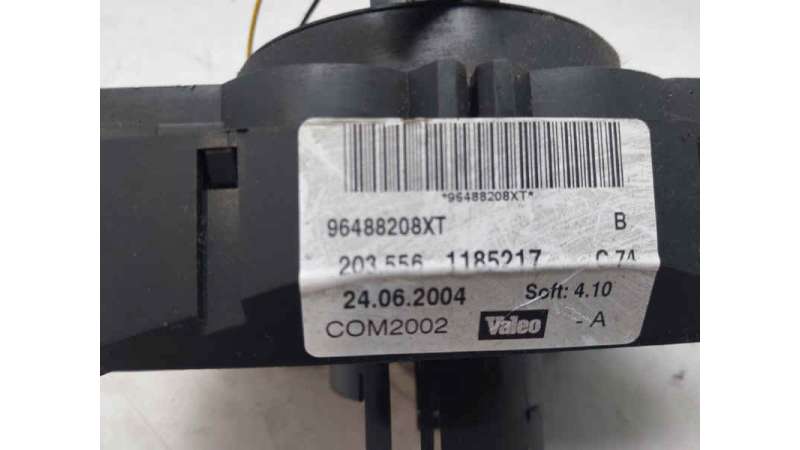 *96488208XT*
96488208XT B
203.556 1185217 C 74
24.06.2004 Soft: 4.10
COM2002 Valeo - A